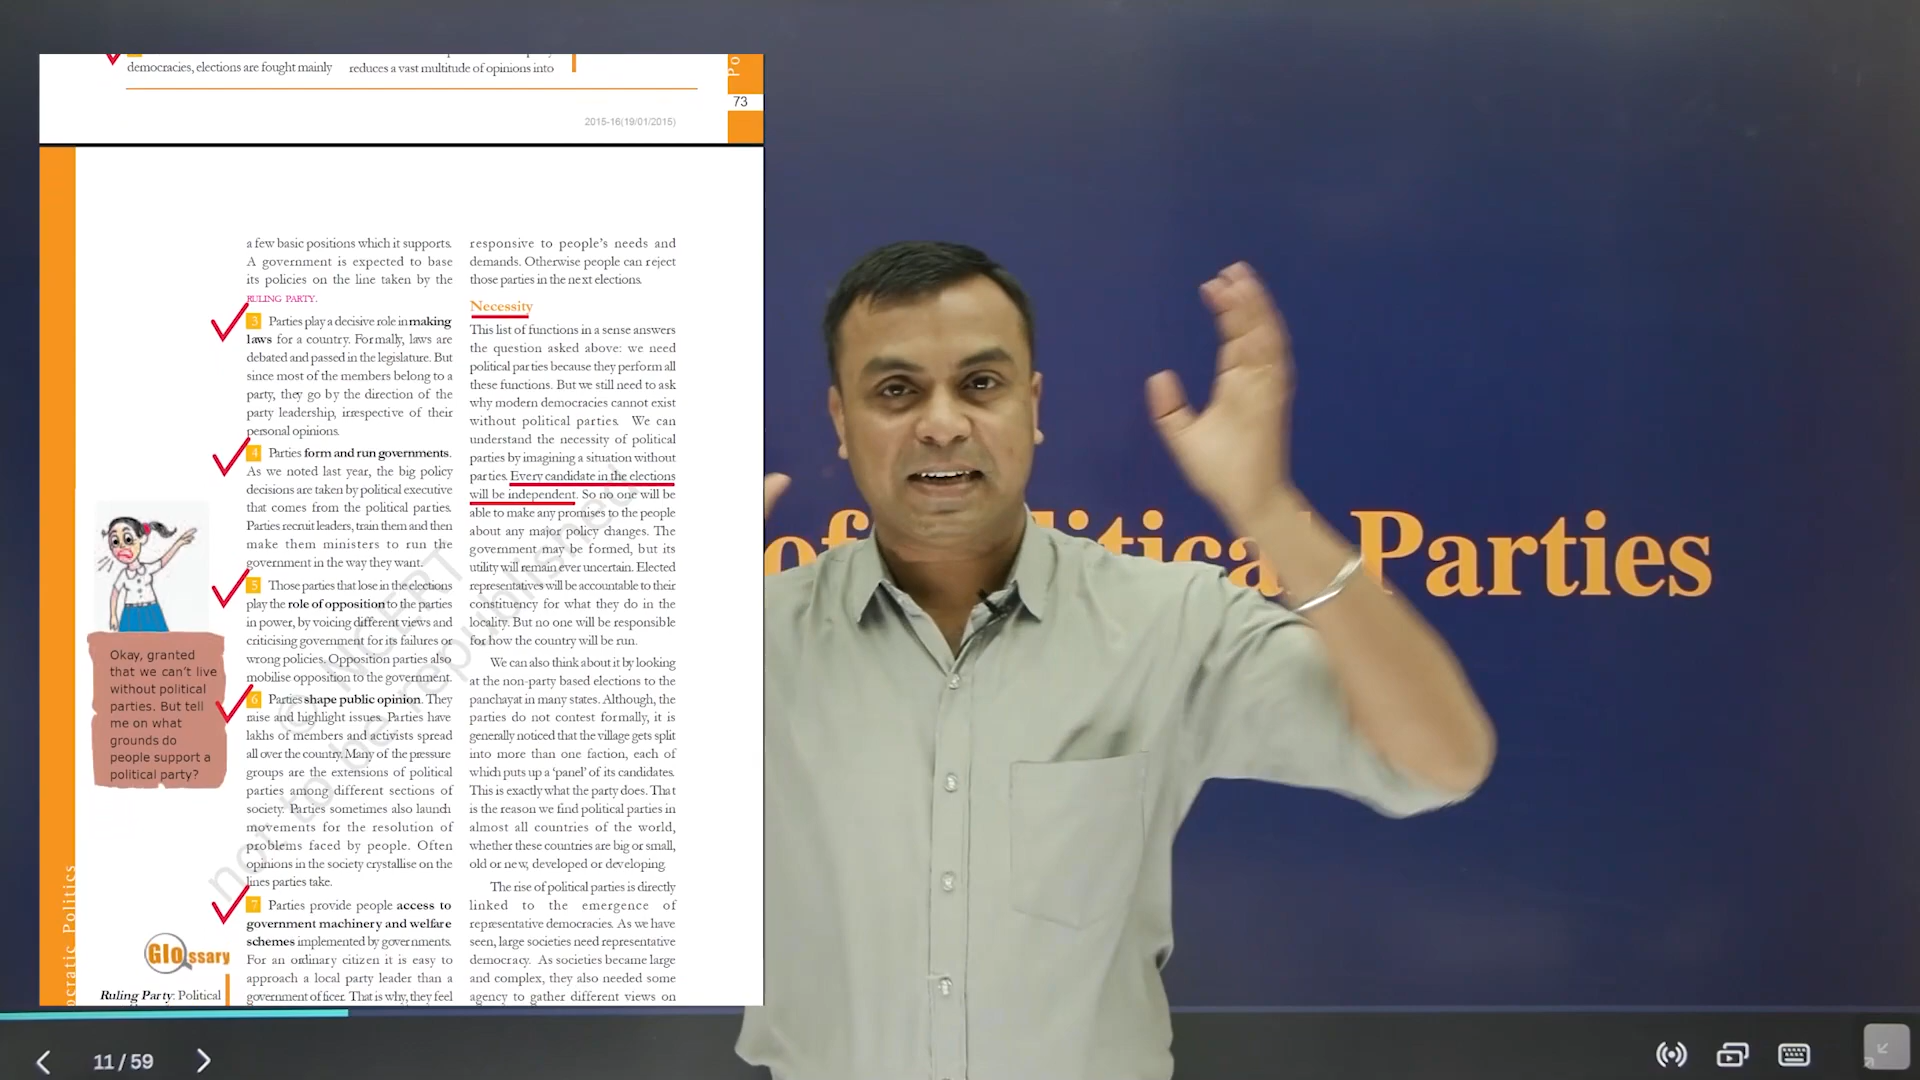 democracies, elections are fought mainly
reduces a vast multitude of opinions into
Po
73
2015-16(19/01/2015)
a few basic positions which it supports.
A government is expected to base
its policies on the line taken by the
RULING PARTY.
3 Parties play a decisive role in making
laws for a country. Formally, laws are
debated and passed in the legislature. But
since most of the members belong to a
party, they go by the direction of the
party leadership, irrespective of their
personal opinions.
4 Parties form and run governments.
As we noted last year, the big policy
decisions are taken by political executive
that comes from the political parties.
Parties recruit leaders, train them and then
make them ministers to run the
government in the way they want.
5 Those parties that lose in the elections
play the role of opposition to the parties
in power, by voicing different views and
criticising government for its failures or
wrong policies. Opposition parties also
mobilise opposition to the government.
6 Parties shape public opinion. They
raise and highlight issues. Parties have
lakhs of members and activists spread
all over the country. Many of the pressure
groups are the extensions of political
parties among different sections of
society. Parties sometimes also launch
movements for the resolution of
problems faced by people. Often
opinions in the society crystallise on the
lines parties take.
7 Parties provide people access to
government machinery and welfare
schemes implemented by governments.
For an ordinary citizen it is easy to
approach a local party leader than a
government officer. That is why, they feel
responsive to people's needs and
demands. Otherwise people can reject
those parties in the next elections.
Necessity
This list of functions in a sense answers
the question asked above: we need
political parties because they perform all
these functions. But we still need to ask
why modern democracies cannot exist
without political parties. We can
understand the necessity of political
parties by imagining a situation without
parties. Every candidate in the elections
will be independent. So no one will be
able to make any promises to the people
about any major policy changes. The
government may be formed, but its
utility will remain ever uncertain. Elected
representatives will be accountable to their
constituency for what they do in the
locality. But no one will be responsible
for how the country will be run.
We can also think about it by looking
at the non-party based elections to the
panchayat in many states. Although, the
parties do not contest formally, it is
generally noticed that the village gets split
into more than one faction, each of
which puts up a ‘panel’ of its candidates.
This is exactly what the party does. That
is the reason we find political parties in
almost all countries of the world,
whether these countries are big or small,
old or new, developed or developing.
The rise of political parties is directly
linked to the emergence of
representative democracies. As we have
seen, large societies need representative
democracy. As societies became large
and complex, they also needed some
agency to gather different views on
Okay, granted
that we can't live
without political
parties. But tell
me on what
grounds do
people support a
political party?
Glossary
Ruling Party: Political
ocratic Politics
© NCERT
not to be republished
of Political Parties
11 / 59